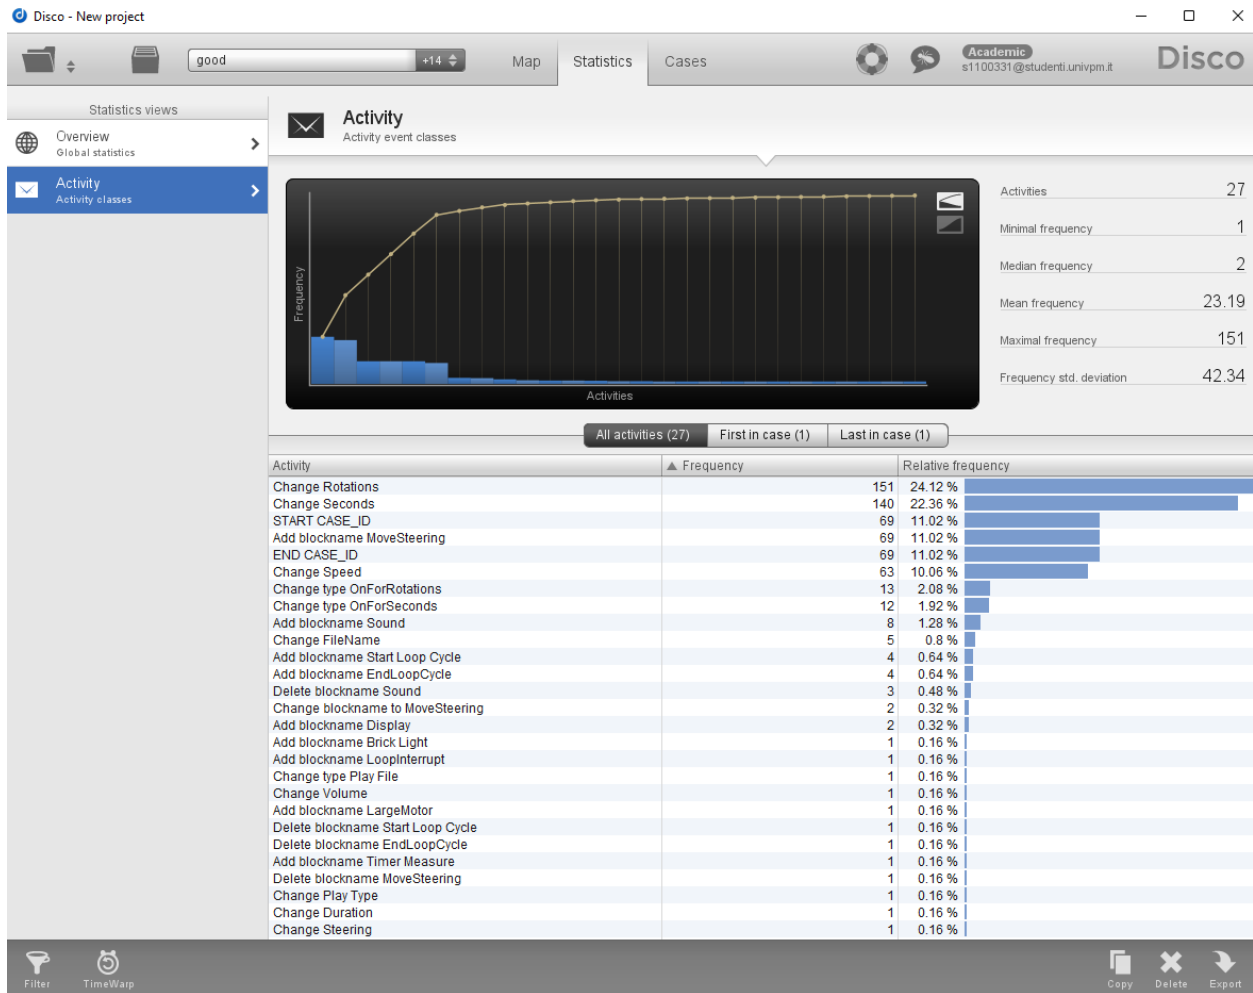 Disco - New project
good +14
Map Statistics Cases
Academic
s1100331@studenti.univpm.it
Disco
Statistics views
Overview
Global statistics
Activity
Activity classes
Activity
Activity event classes
Frequency
Activities
Activities 27
Minimal frequency 1
Median frequency 2
Mean frequency 23.19
Maximal frequency 151
Frequency std. deviation 42.34
All activities (27) First in case (1) Last in case (1)
Activity ▲ Frequency Relative frequency
Change Rotations 151 24.12 %
Change Seconds 140 22.36 %
START CASE_ID 69 11.02 %
Add blockname MoveSteering 69 11.02 %
END CASE_ID 69 11.02 %
Change Speed 63 10.06 %
Change type OnForRotations 13 2.08 %
Change type OnForSeconds 12 1.92 %
Add blockname Sound 8 1.28 %
Change FileName 5 0.8 %
Add blockname Start Loop Cycle 4 0.64 %
Add blockname EndLoopCycle 4 0.64 %
Delete blockname Sound 3 0.48 %
Change blockname to MoveSteering 2 0.32 %
Add blockname Display 2 0.32 %
Add blockname Brick Light 1 0.16 %
Add blockname LoopInterrupt 1 0.16 %
Change type Play File 1 0.16 %
Change Volume 1 0.16 %
Add blockname LargeMotor 1 0.16 %
Delete blockname Start Loop Cycle 1 0.16 %
Delete blockname EndLoopCycle 1 0.16 %
Add blockname Timer Measure 1 0.16 %
Delete blockname MoveSteering 1 0.16 %
Change Play Type 1 0.16 %
Change Duration 1 0.16 %
Change Steering 1 0.16 %
Filter TimeWarp Copy Delete Export